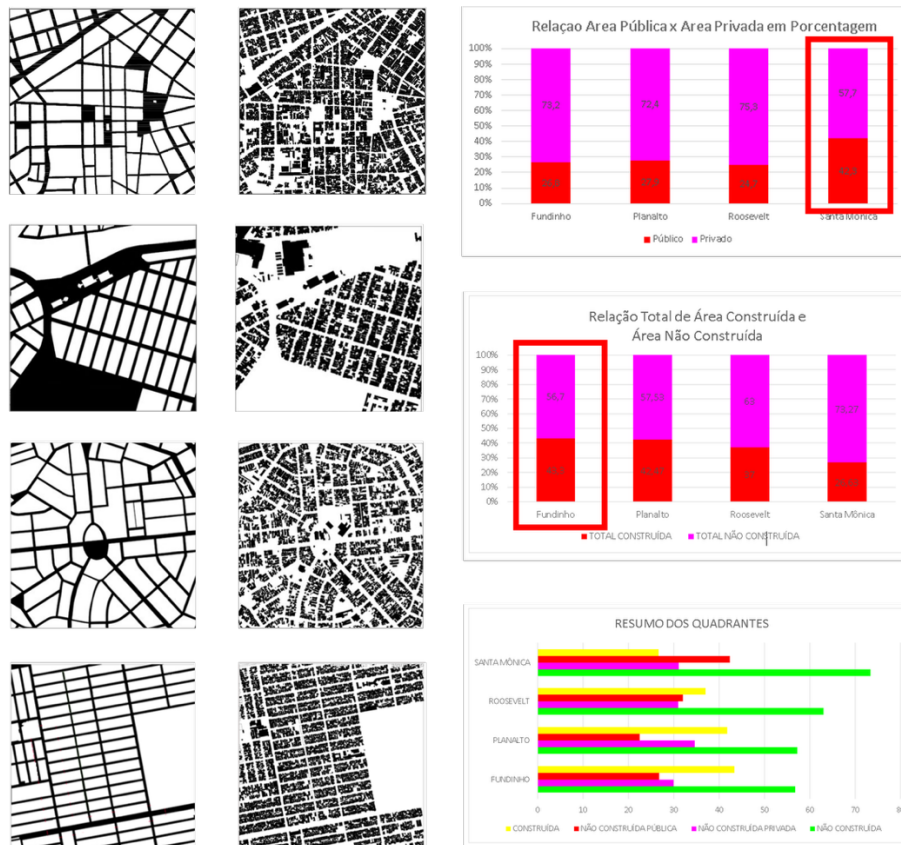 Relaçao Area Pública x Area Privada em Porcentagem
100%
90%
80%
70%
60%
50%
40%
30%
20%
10%
0%
73,2 72,4 75,3 57,7
Fundinho Planalto Roosevelt Santa Mônica
Público Privado
Relação Total de Área Construída e
Área Não Construída
100%
90%
80%
70%
60%
50%
40%
30%
20%
10%
0%
56,7 57,53 63 73,27
Fundinho Planalto Roosevelt Santa Mônica
TOTAL CONSTRUÍDA TOTAL NÃO CONSTRUÍDA
RESUMO DOS QUADRANTES
SANTA MÔNICA
ROOSEVELT
PLANALTO
FUNDINHO
0 10 20 30 40 50 60 70 80
CONSTRUÍDA NÃO CONSTRUÍDA PÚBLICA NÃO CONSTRUÍDA PRIVADA NÃO CONSTRUÍDA